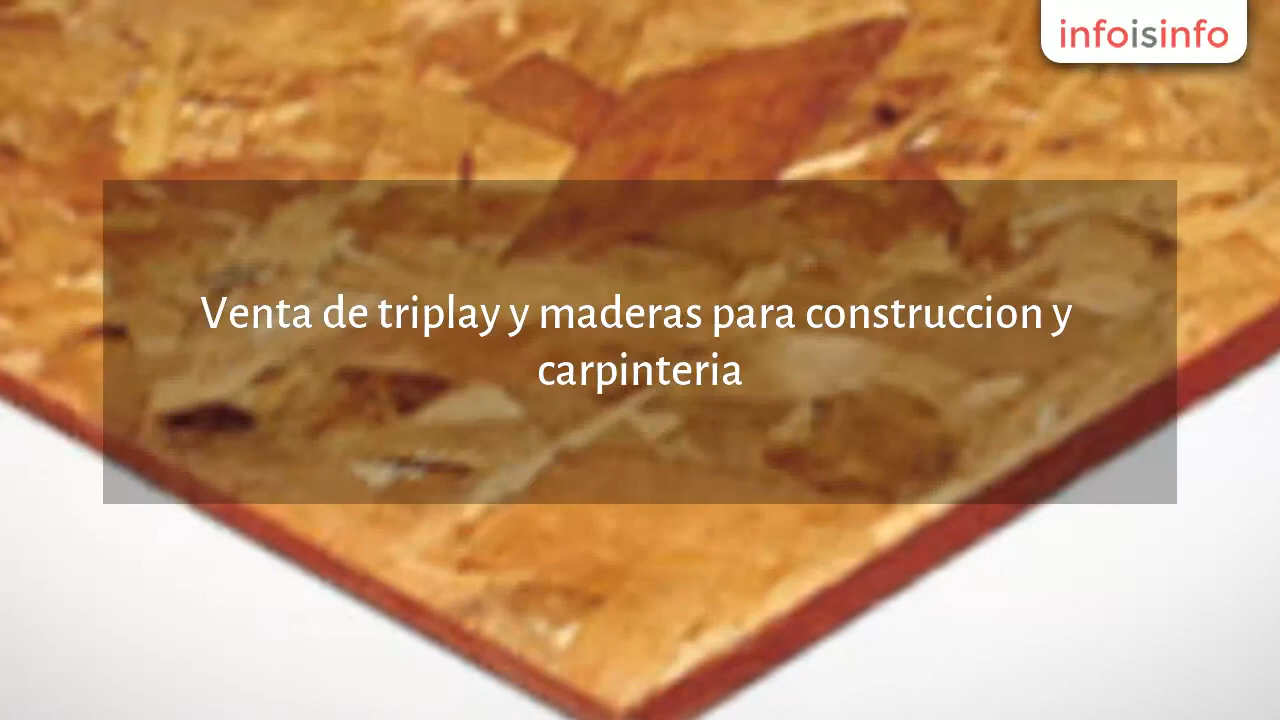 infoisinfo
Venta de triplay y maderas para construccion y
carpinteria